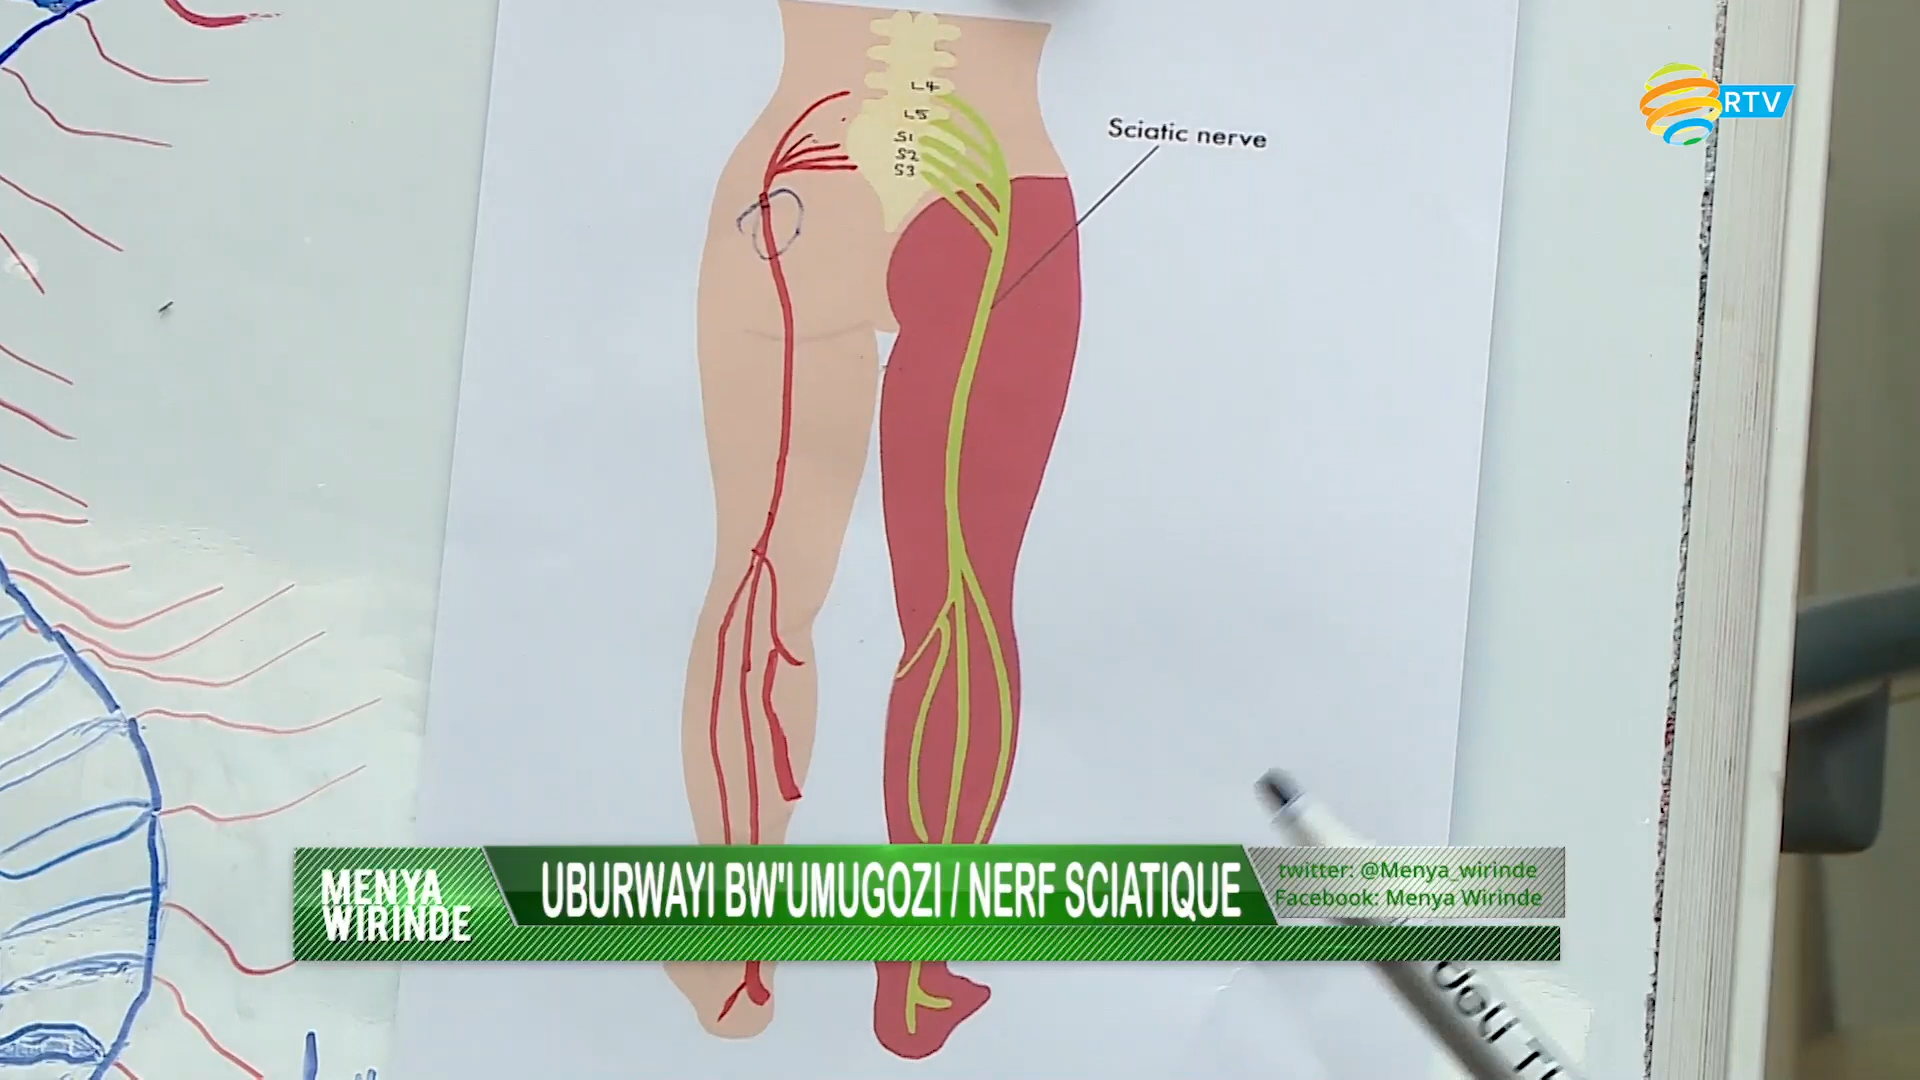 RTV
Sciatic nerve
L4
L5
S1
S2
S3
MENYA
WIRINDE
UBURWAYI BW"UMUGOZI / NERF SCIATIQUE
twitter: @Menya_wirinde
Facebook: Menya Wirinde